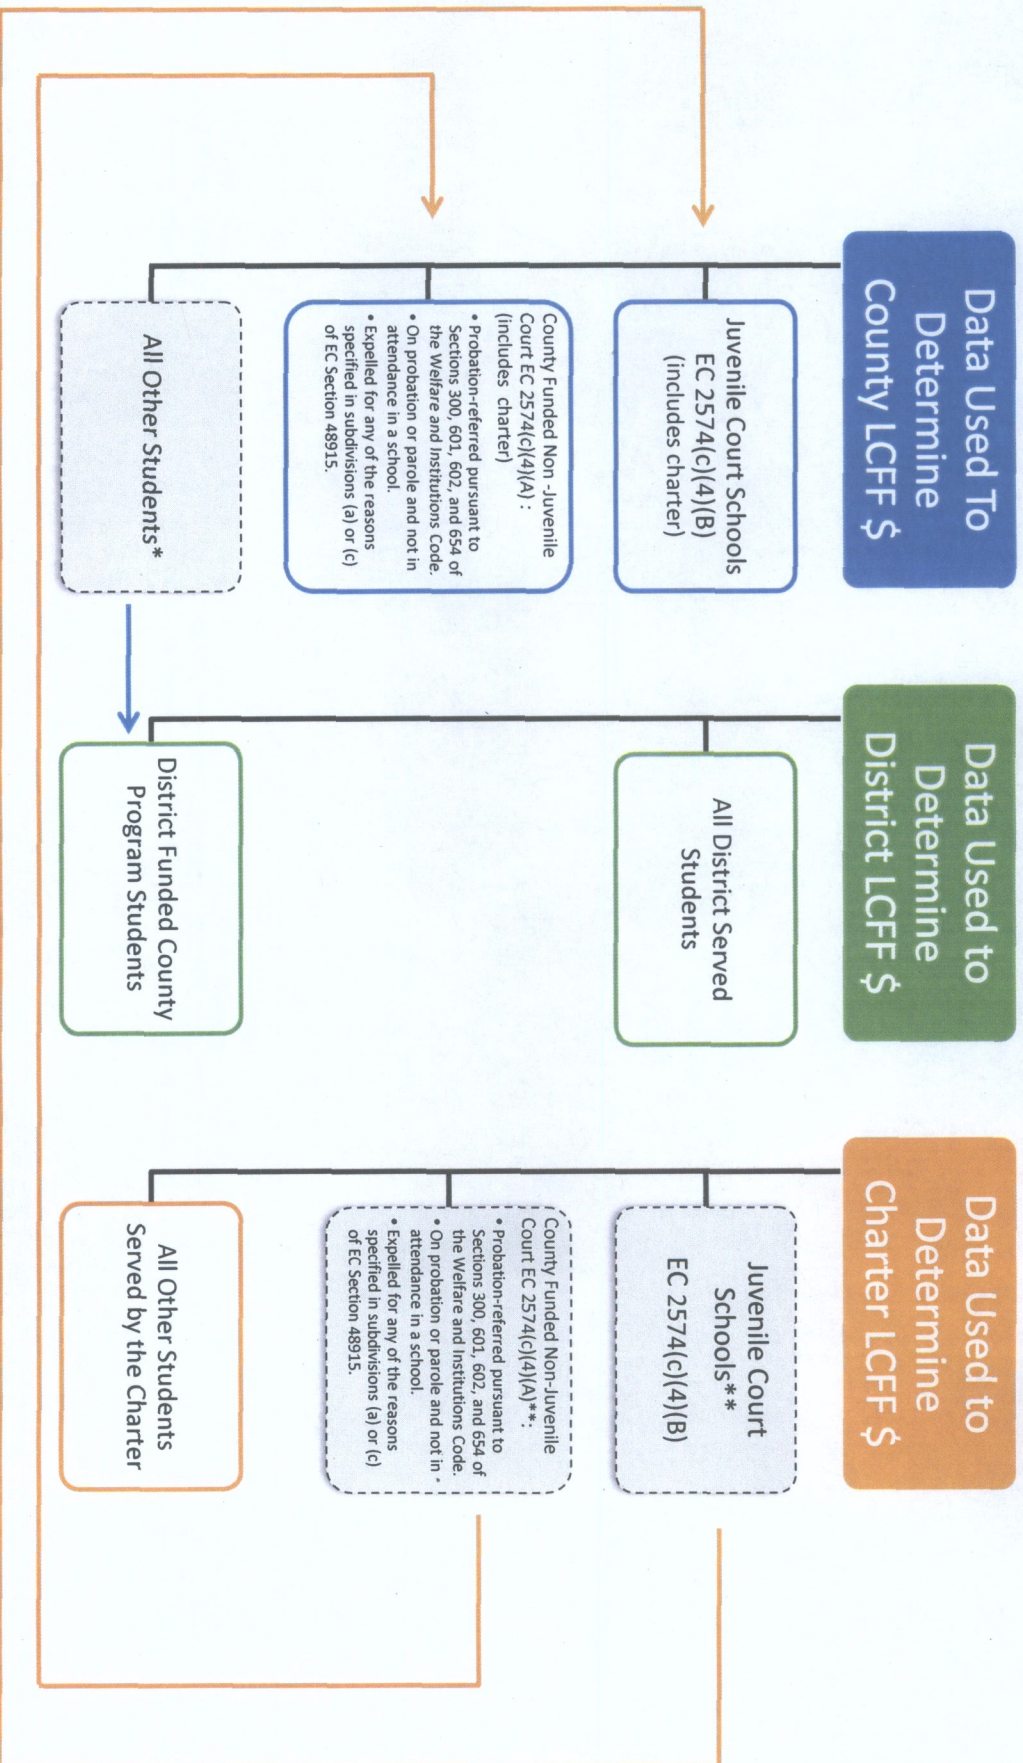 Data Used To
Determine
County LCFF $
Juvenile Court Schools
EC 2574(c)(4)(B)
(includes charter)
County Funded Non -Juvenile
Court EC 2574(c)(4)(A) :
(includes charter)
• Probation-referred pursuant to
Sections 300, 601, 602, and 654 of
the Welfare and Institutions Code.
• On probation or parole and not in
attendance in a school.
• Expelled for any of the reasons
specified in subdivisions (a) or (c)
of EC Section 48915.
All Other Students*
Data Used to
Determine
District LCFF $
All District Served
Students
District Funded County
Program Students
Data Used to
Determine
Charter LCFF $
Juvenile Court
Schools**
EC 2574(c)(4)(B)
County Funded Non-Juvenile
Court EC 2574(c)(4)(A)**:
• Probation-referred pursuant to
Sections 300, 601, 602, and 654 of
the Welfare and Institutions Code.
• On probation or parole and not in
attendance in a school.
• Expelled for any of the reasons
specified in subdivisions (a) or (c)
of EC Section 48915.
All Other Students
Served by the Charter